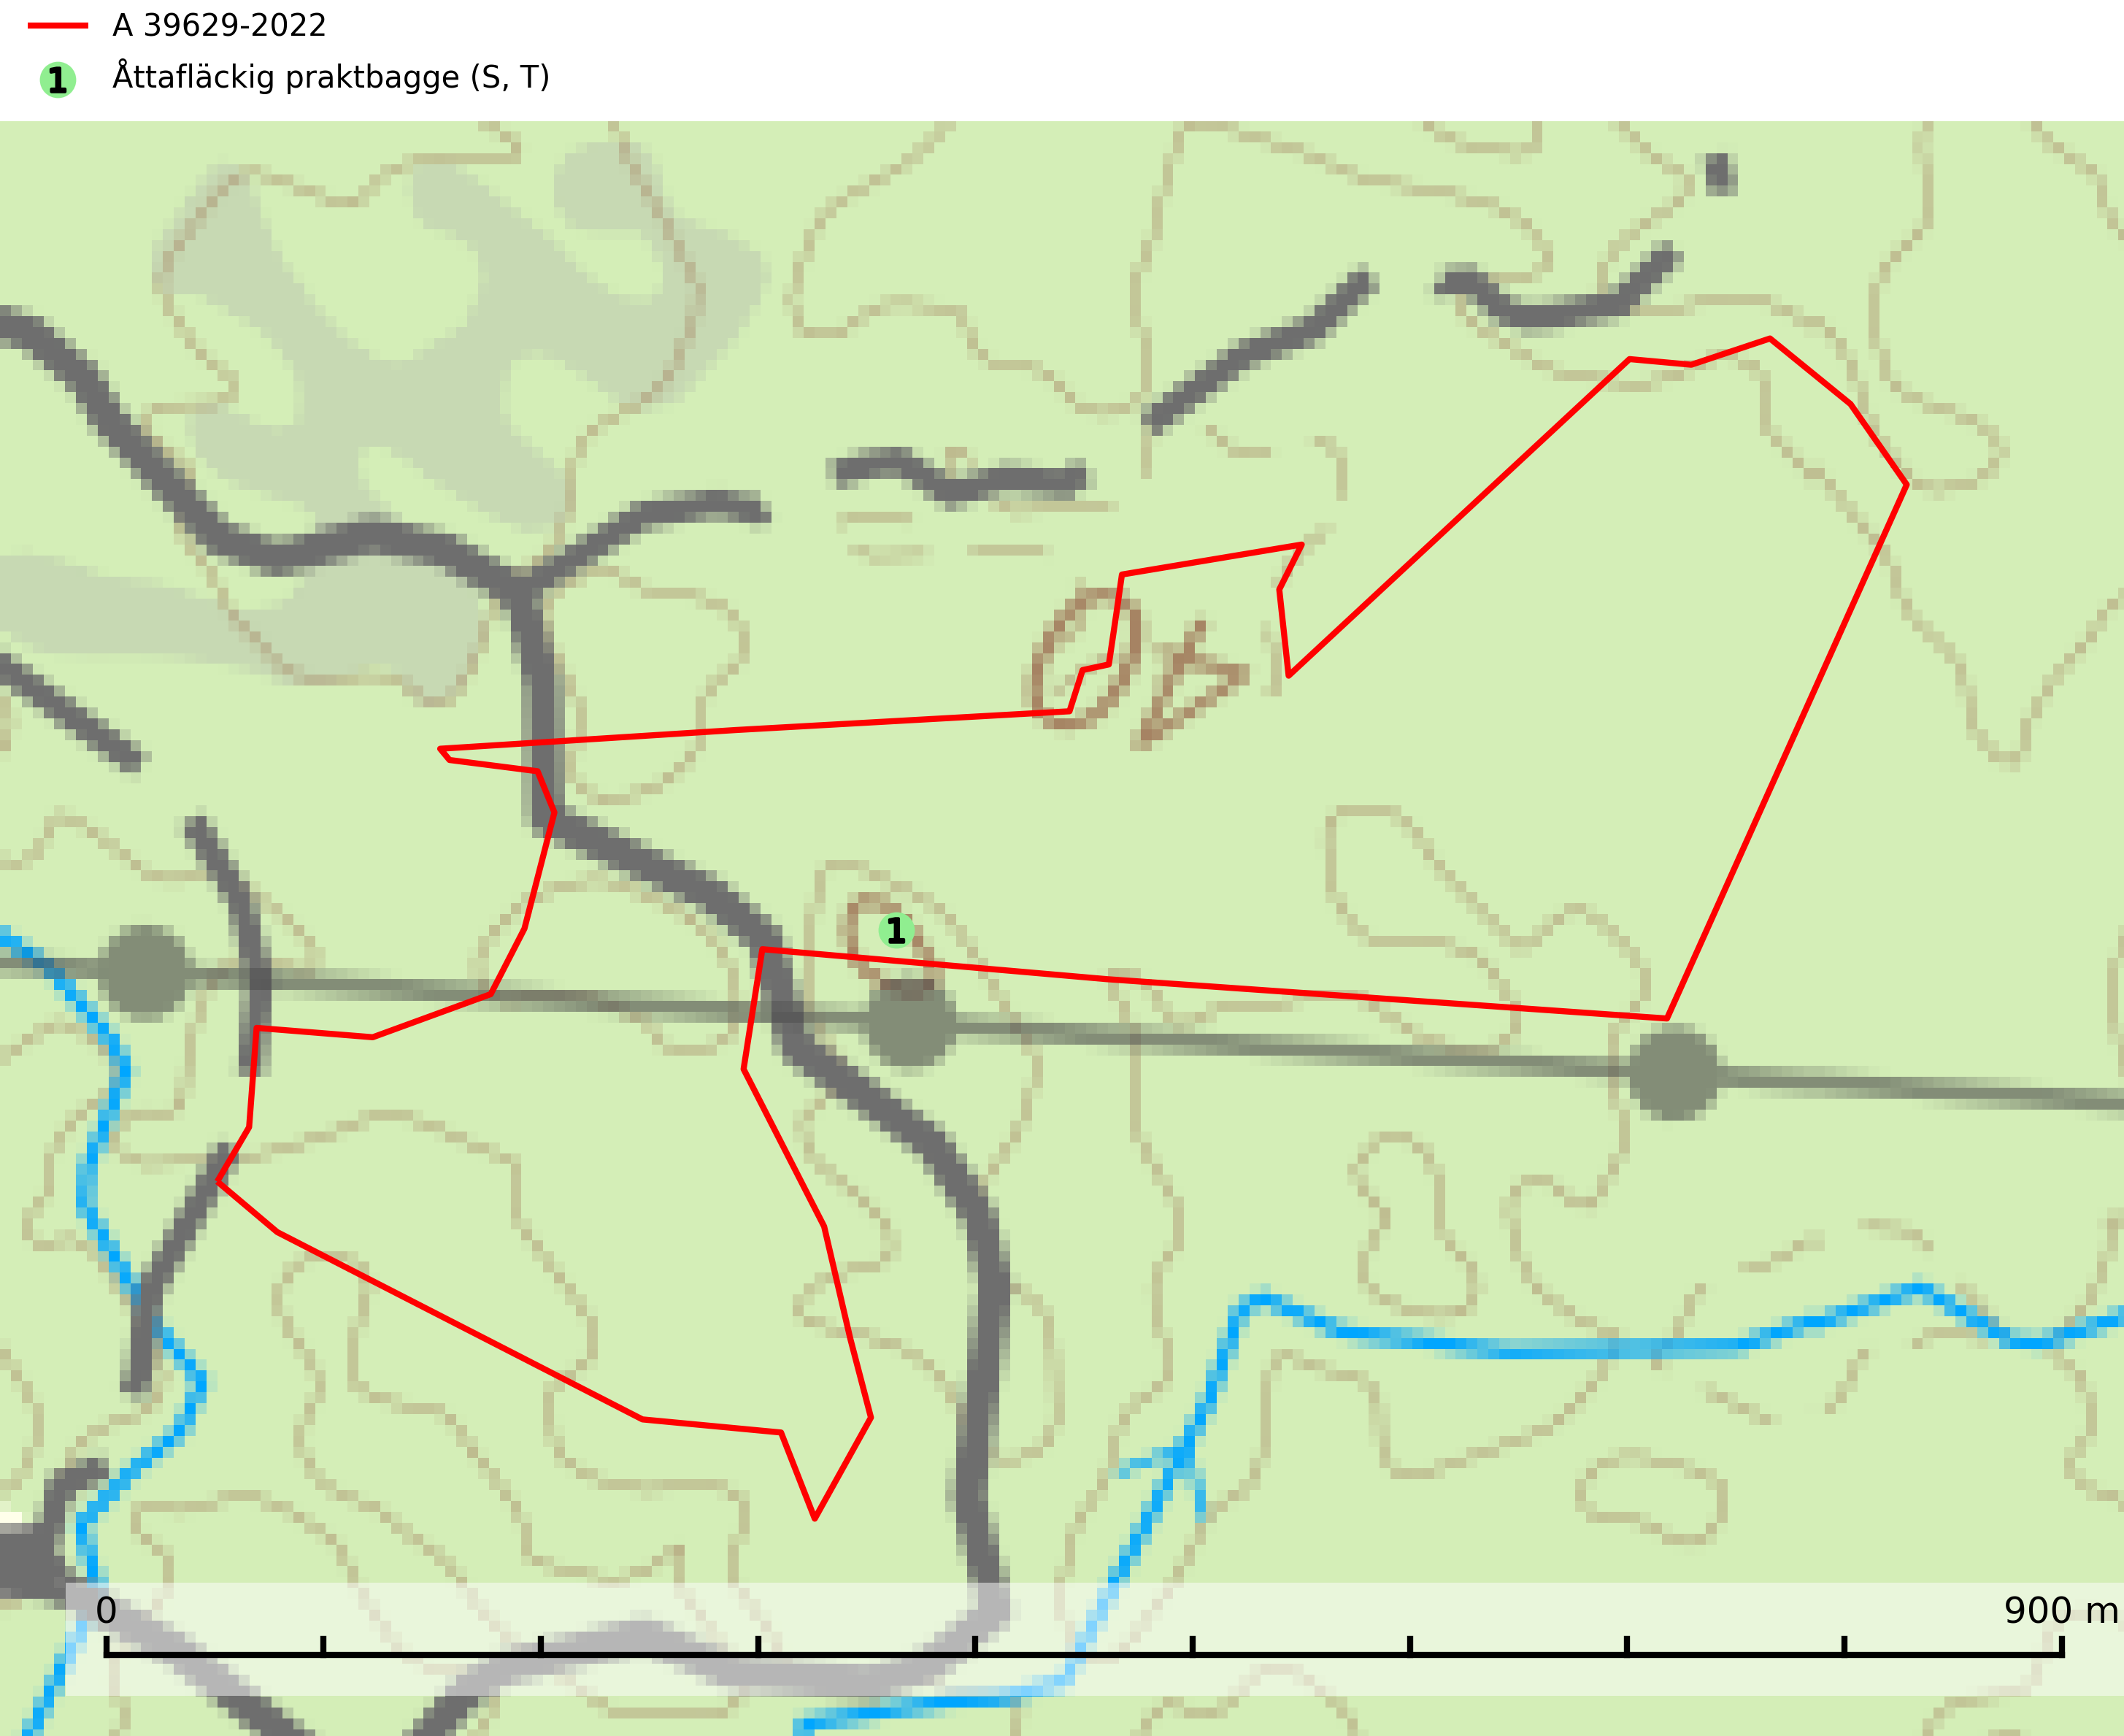 A 39629-2022
1 Åttafläckig praktbagge (S, T)
1
0 900 m